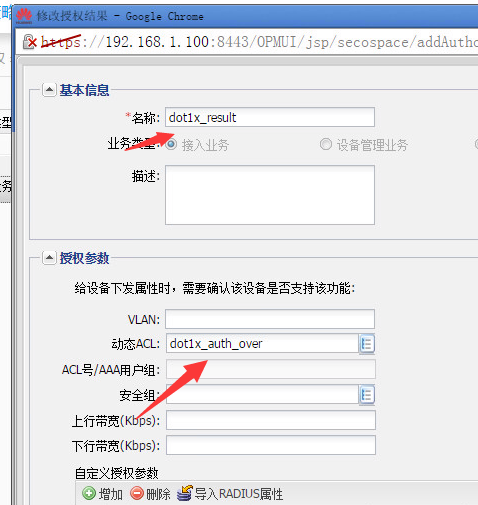 修改授权结果 - Google Chrome
https://192.168.1.100:8443/OPMUI/jsp/secospace/addAutho
基本信息
*名称: dot1x_result
业务类型: 接入业务 设备管理业务
描述:
授权参数
给设备下发属性时，需要确认该设备是否支持该功能:
VLAN:
动态ACL: dot1x_auth_over
ACL号/AAA用户组:
安全组:
上行带宽(Kbps):
下行带宽(Kbps):
自定义授权参数
增加 删除 导入RADIUS属性